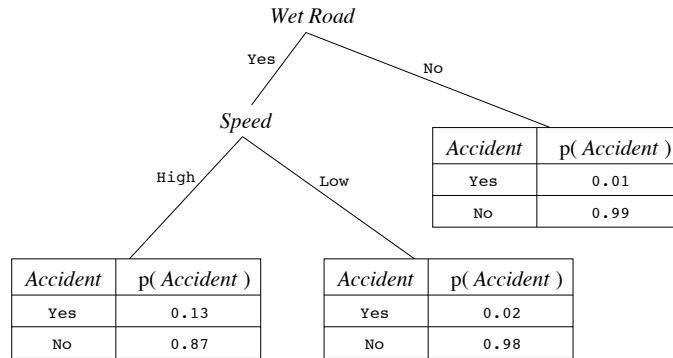 Wet Road
Yes
No
Speed
Accident p( Accident )
Yes 0.01
No 0.99
High
Low
Accident p( Accident )
Yes 0.13
No 0.87
Accident p( Accident )
Yes 0.02
No 0.98